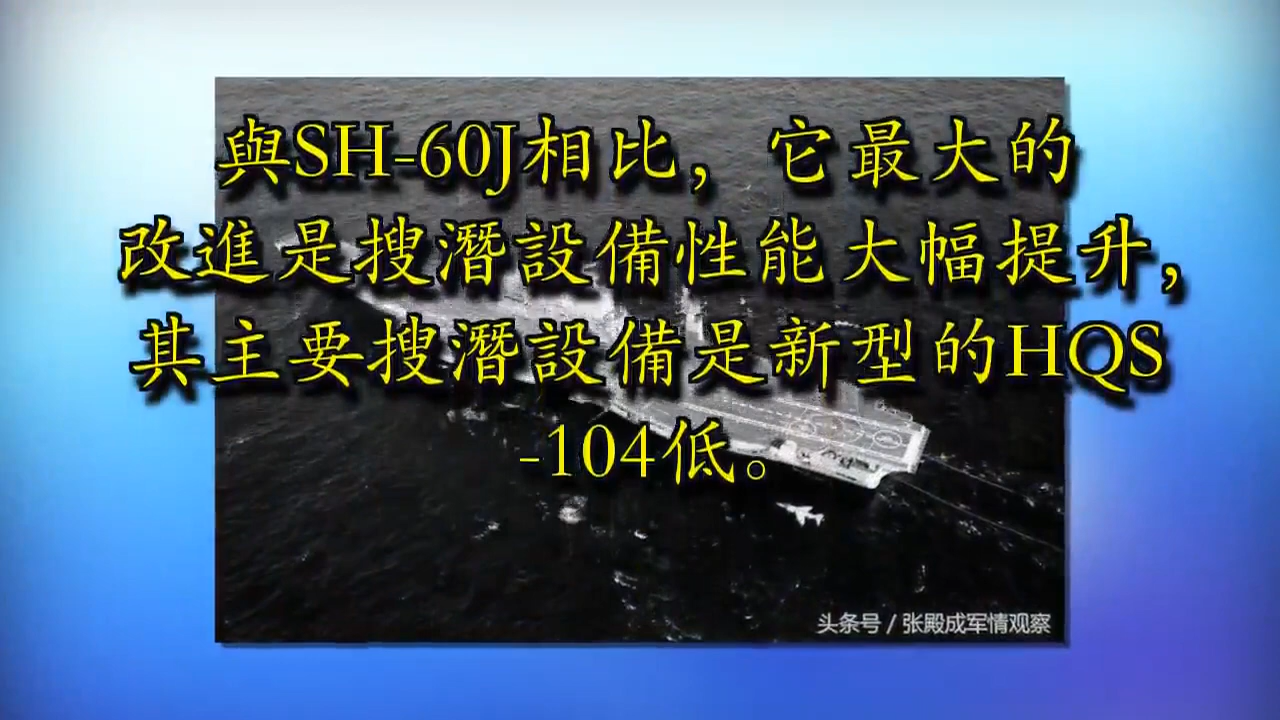 與SH-60J相比，它最大的
改進是搜潛設備性能大幅提升，
其主要搜潛設備是新型的HQS
-104低。
头条号 / 张殿成军情观察